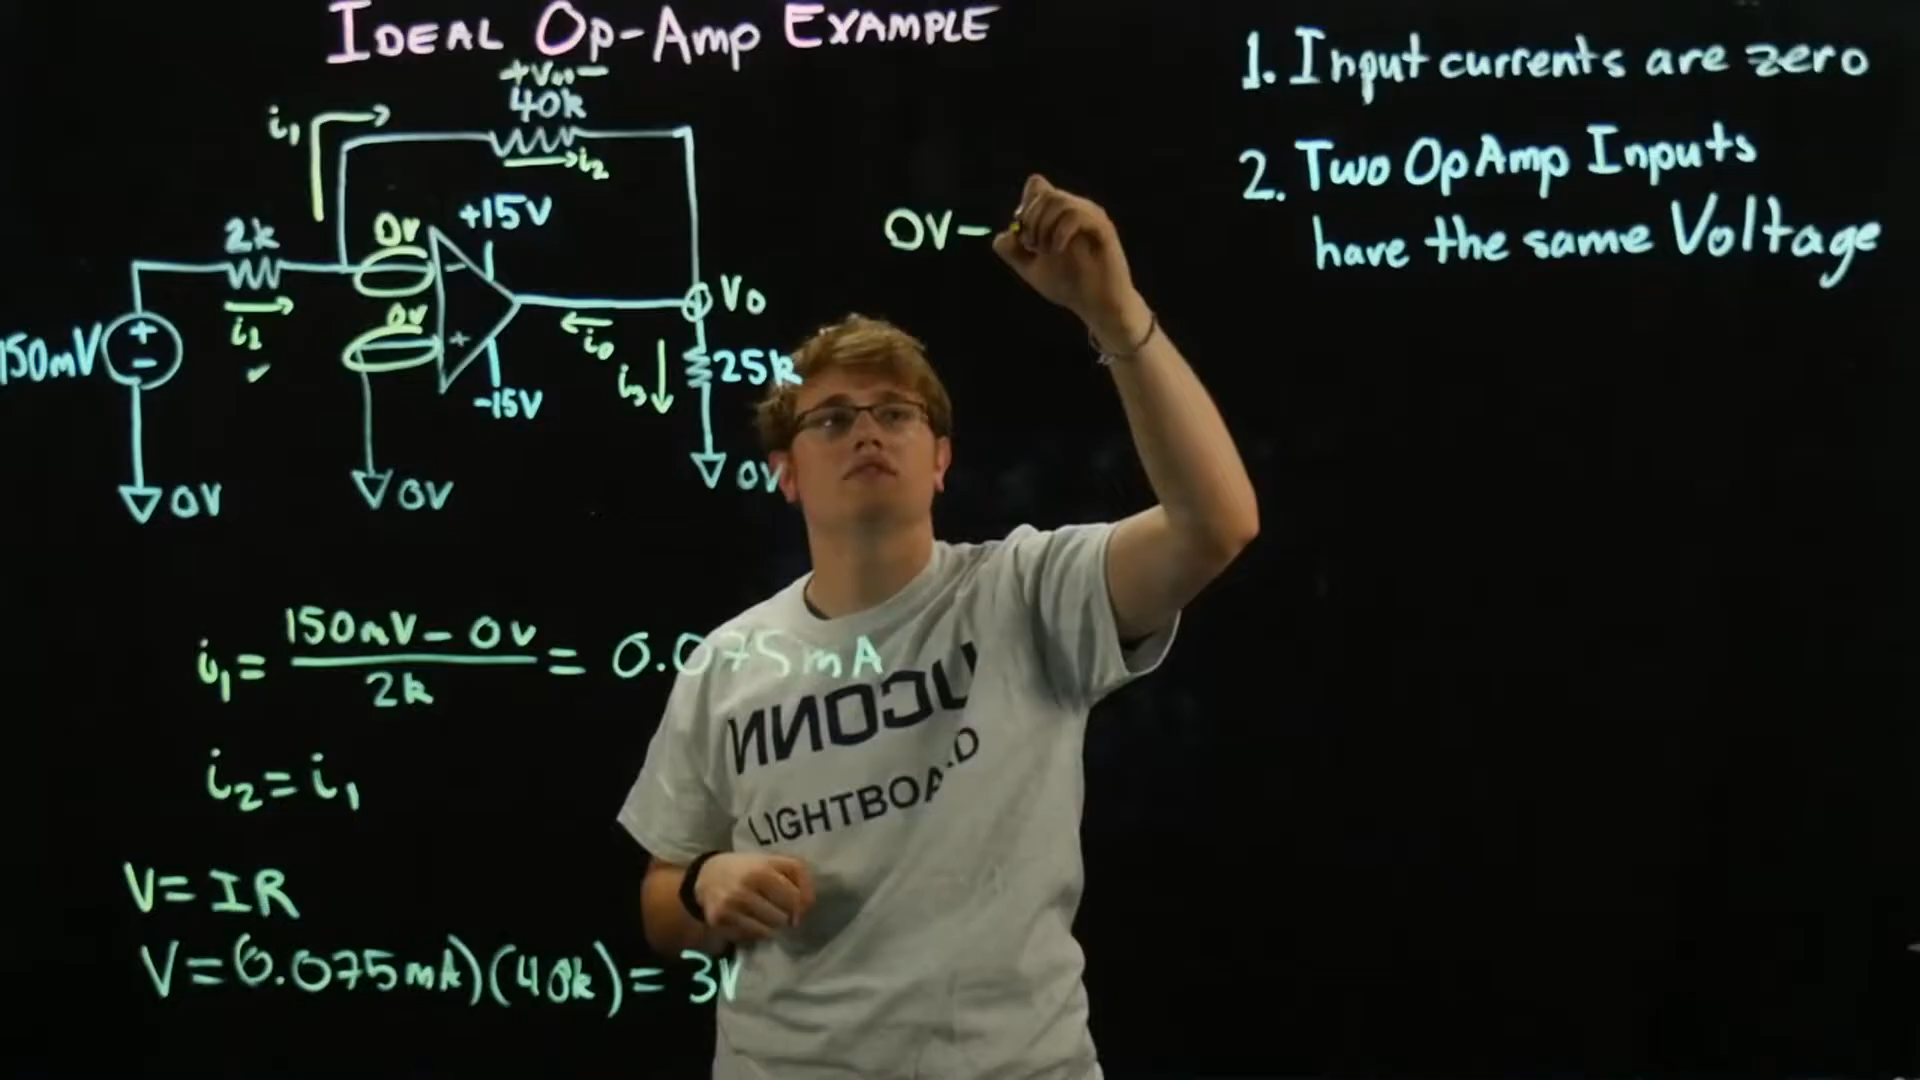 IDEAL OP-AMP EXAMPLE
+ V₄₀ -
40k
i₁
i₂
0V
+15V
2k
-
150mV
+
-
i₁
✓
0V
+
-15V
V₀
i₀
i₃
25k
0V
0V
0V
0V-
1. Input currents are zero
2. Two OpAmp Inputs
have the same Voltage
i₁ = 150mV - 0V / 2k = 0.075mA
i₂ = i₁
V = IR
V = (0.075mA)(40k) = 3V
UCONN
LIGHTBOARD